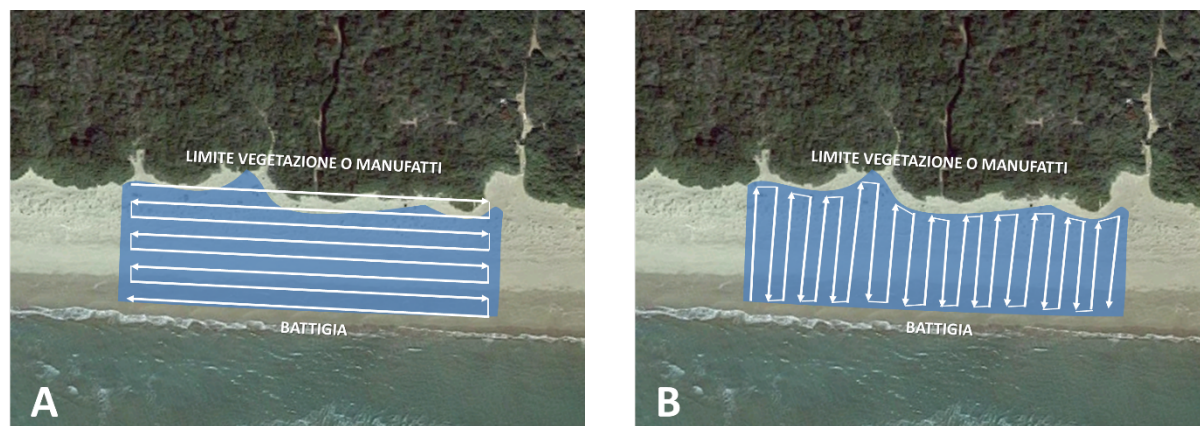 LIMITE VEGETAZIONE O MANUFATTI
BATTIGIA
A
LIMITE VEGETAZIONE O MANUFATTI
BATTIGIA
B